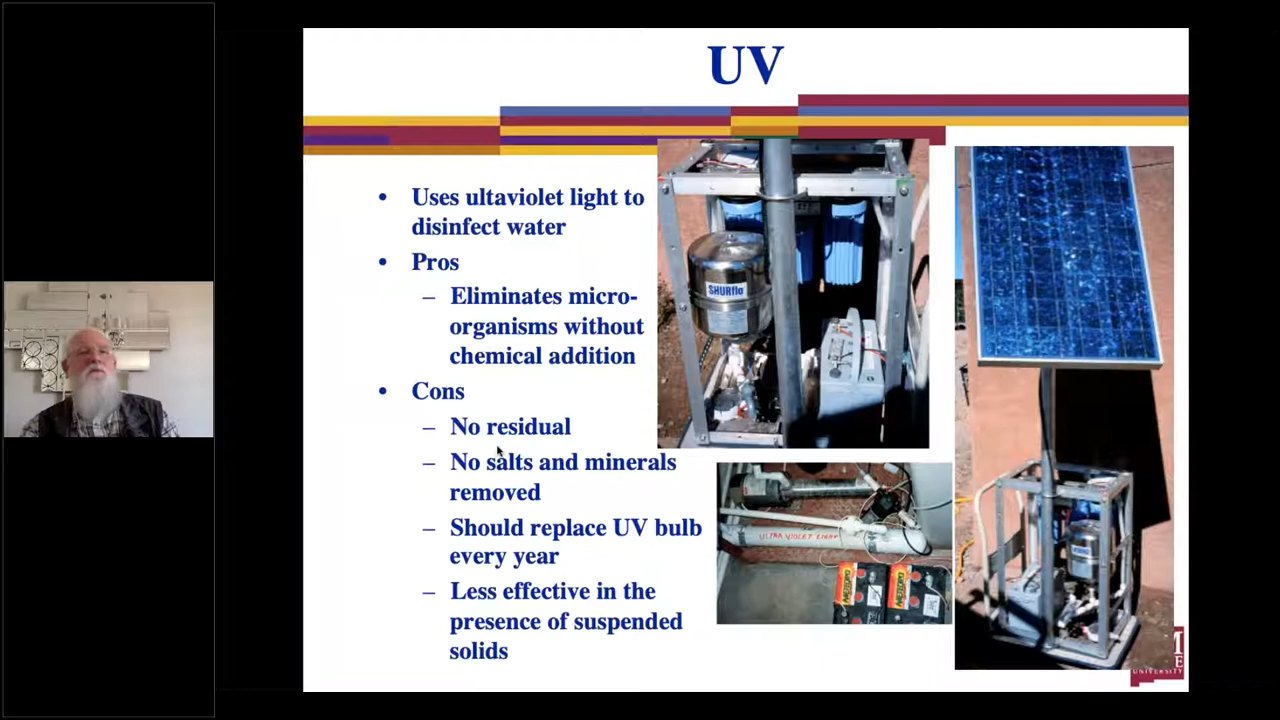 UV
• Uses ultaviolet light to
disinfect water
• Pros
– Eliminates micro-
organisms without
chemical addition
• Cons
– No residual
– No salts and minerals
removed
– Should replace UV bulb
every year
– Less effective in the
presence of suspended
solids
SHURflo
ULTRA VIOLET LIGHT
UNIVERSITY